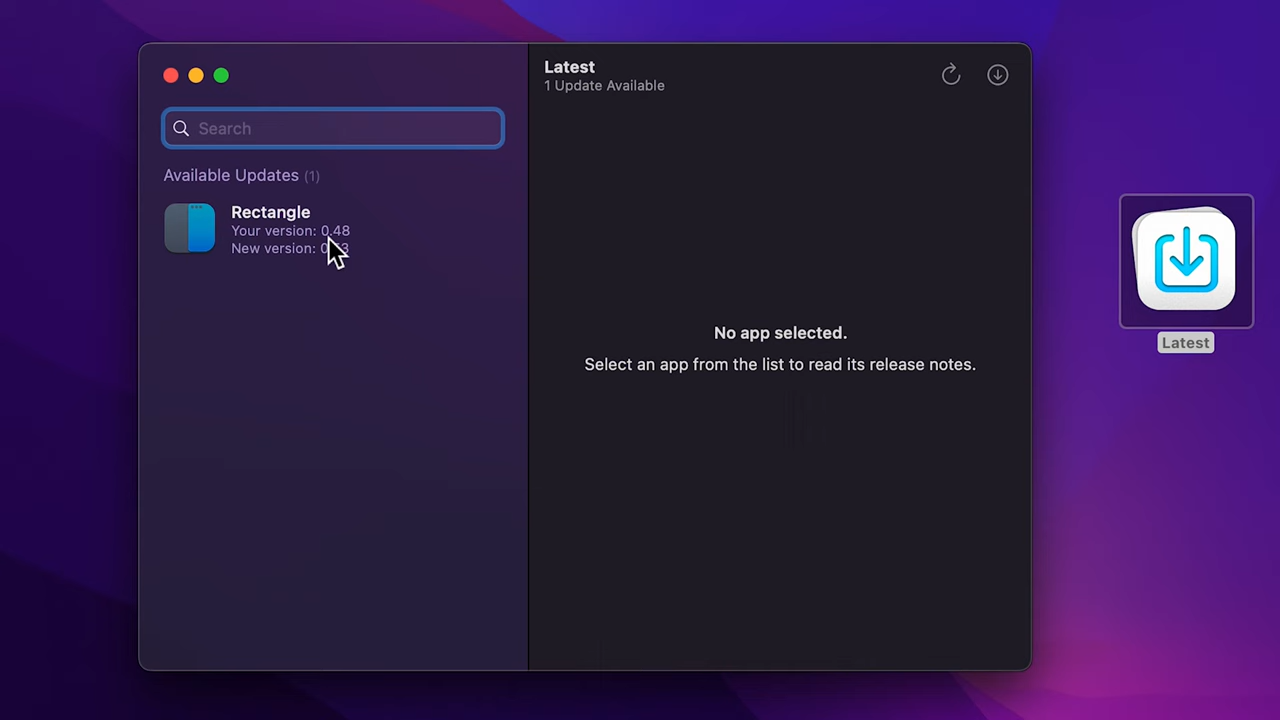 Latest
1 Update Available
Search
Available Updates (1)
Rectangle
Your version: 0.48
New version:
No app selected.
Select an app from the list to read its release notes.
Latest